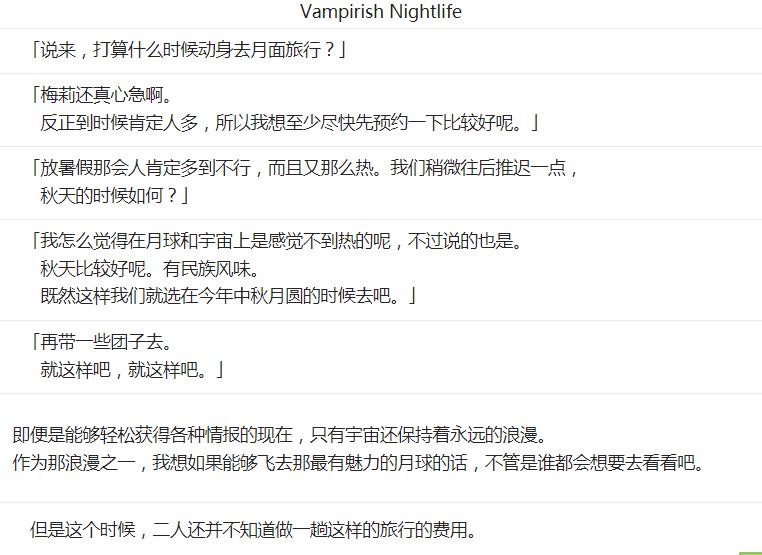 Vampirish Nightlife
「说来，打算什么时候动身去月面旅行？」
「梅莉还真心急啊。
反正到时候肯定人多，所以我想至少尽快先预约一下比较好呢。」
「放暑假那会人肯定多到不行，而且又那么热。我们稍微往后推迟一点，
秋天的时候如何？」
「我怎么觉得在月球和宇宙上是感觉不到热的呢，不过说的也是。
秋天比较好呢。有民族风味。
既然这样我们就选在今年中秋月圆的时候去吧。」
「再带一些团子去。
就这样吧，就这样吧。」
即便是能够轻松获得各种情报的现在，只有宇宙还保持着永远的浪漫。
作为那浪漫之一，我想如果能够飞去那最有魅力的月球的话，不管是谁都会想要去看看吧。
但是这个时候，二人还并不知道做一趟这样的旅行的费用。